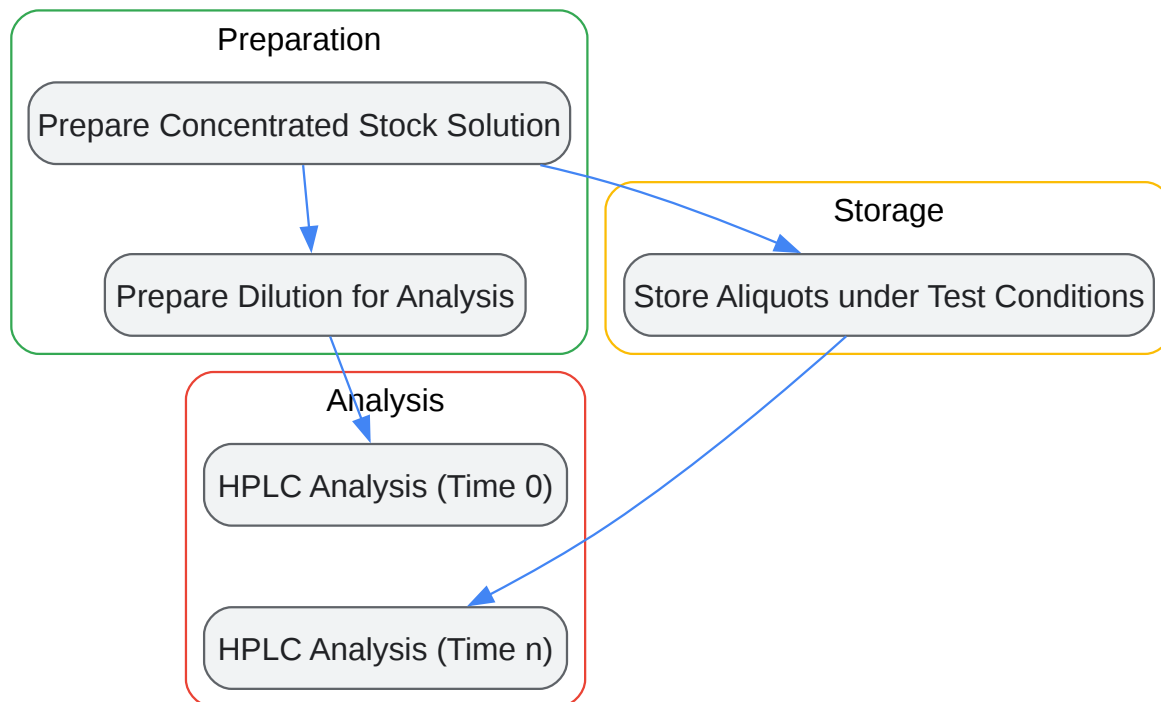 Preparation
Prepare Concentrated Stock Solution
Storage
Prepare Dilution for Analysis
Store Aliquots under Test Conditions
Analysis
HPLC Analysis (Time 0)
HPLC Analysis (Time n)